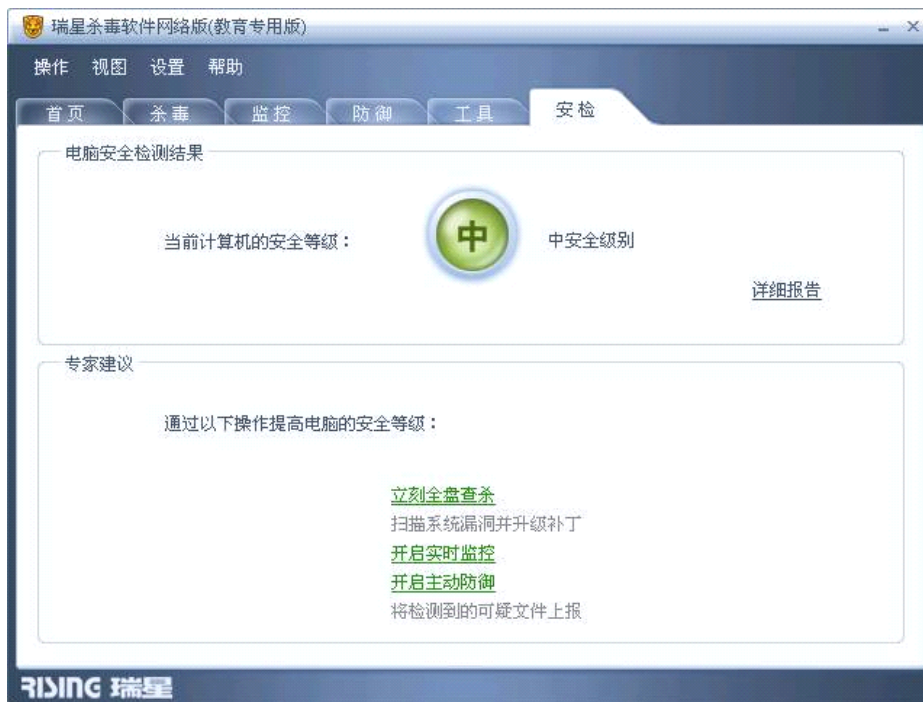 瑞星杀毒软件网络版(教育专用版)
操作 视图 设置 帮助
首页 杀毒 监控 防御 工具 安检
电脑安全检测结果
当前计算机的安全等级： 中 中安全级别
详细报告
专家建议
通过以下操作提高电脑的安全等级：
立刻全盘查杀
扫描系统漏洞并升级补丁
开启实时监控
开启主动防御
将检测到的可疑文件上报
RISING 瑞星